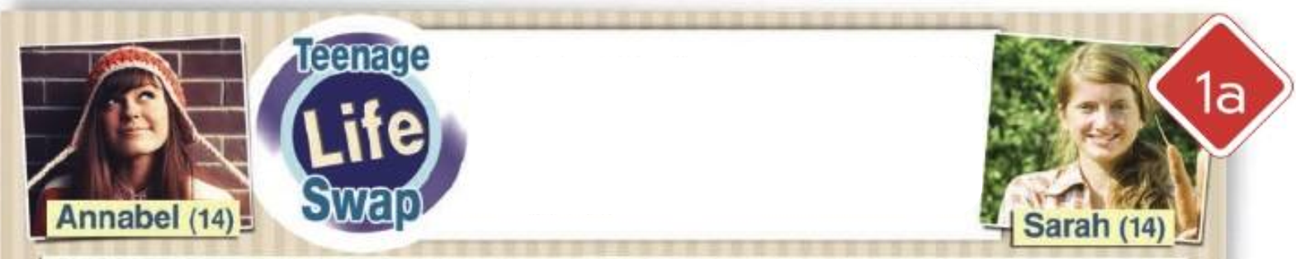 Teenage
Life
Swap
Annabel (14)
Sarah (14)
1a